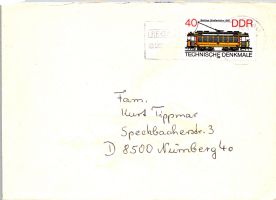 40 DDR
TECHNISCHE DENKMALE
Fam.
Kurt Tippmar
Speckbacherstr. 3
D 8500 Nürnberg 40